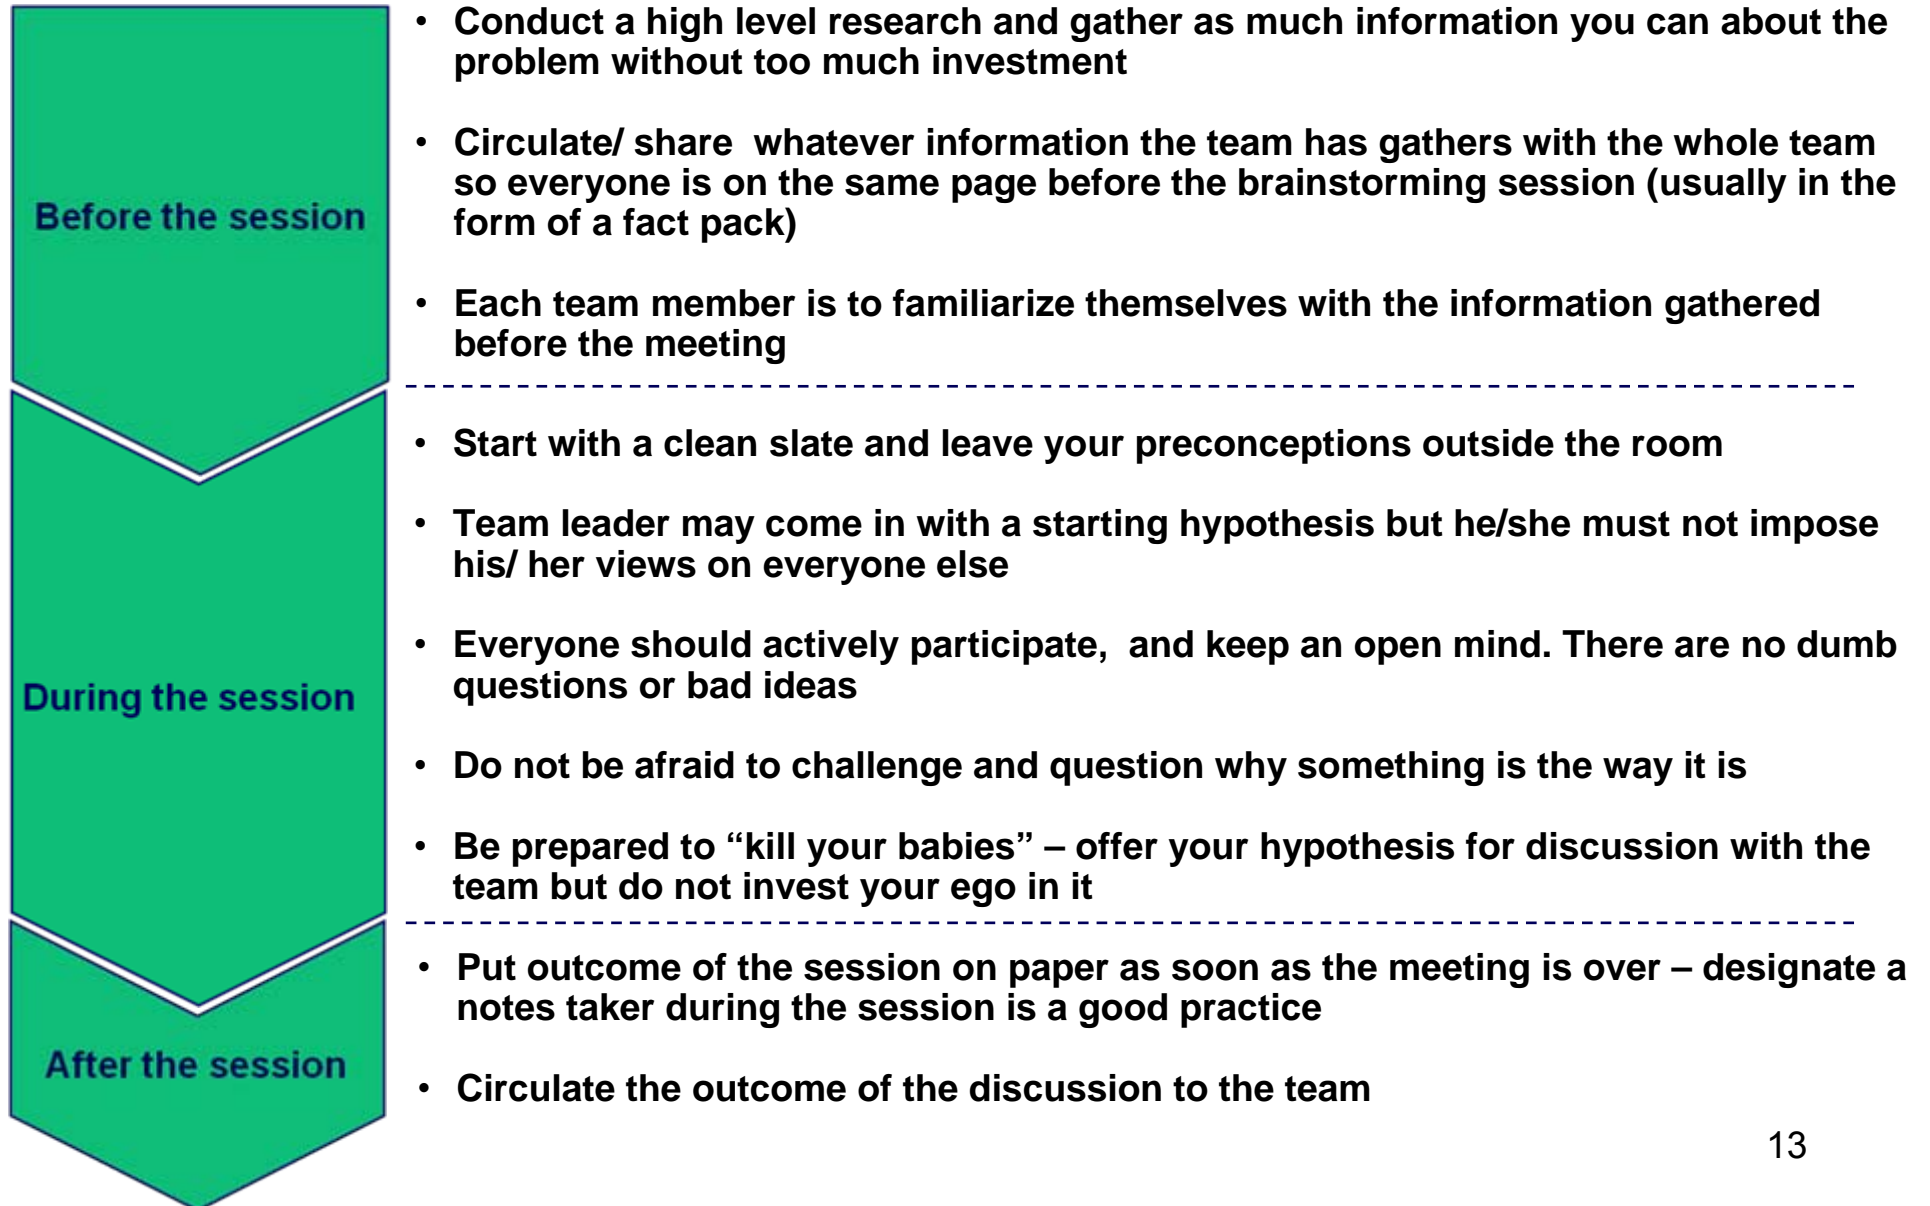 Before the session
• Conduct a high level research and gather as much information you can about the
problem without too much investment
• Circulate/ share  whatever information the team has gathers with the whole team
so everyone is on the same page before the brainstorming session (usually in the
form of a fact pack)
• Each team member is to familiarize themselves with the information gathered
before the meeting
During the session
• Start with a clean slate and leave your preconceptions outside the room
• Team leader may come in with a starting hypothesis but he/she must not impose
his/ her views on everyone else
• Everyone should actively participate,  and keep an open mind. There are no dumb
questions or bad ideas
• Do not be afraid to challenge and question why something is the way it is
• Be prepared to “kill your babies” – offer your hypothesis for discussion with the
team but do not invest your ego in it
After the session
• Put outcome of the session on paper as soon as the meeting is over – designate a
notes taker during the session is a good practice
• Circulate the outcome of the discussion to the team
13